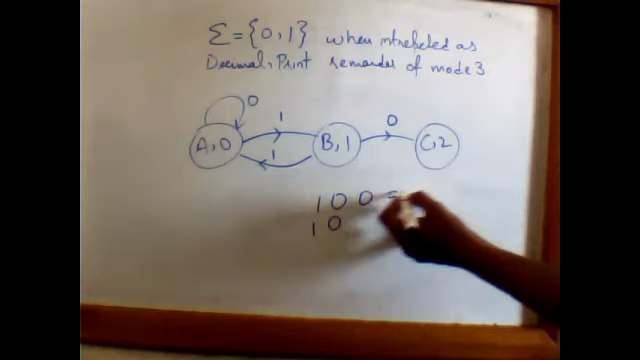 Σ = {0, 1} when intrebeted as
Decimal, Print remainder of mode 3
0
1
0
A, 0
B, 1
C, 2
1
1 0 0 =
1 0